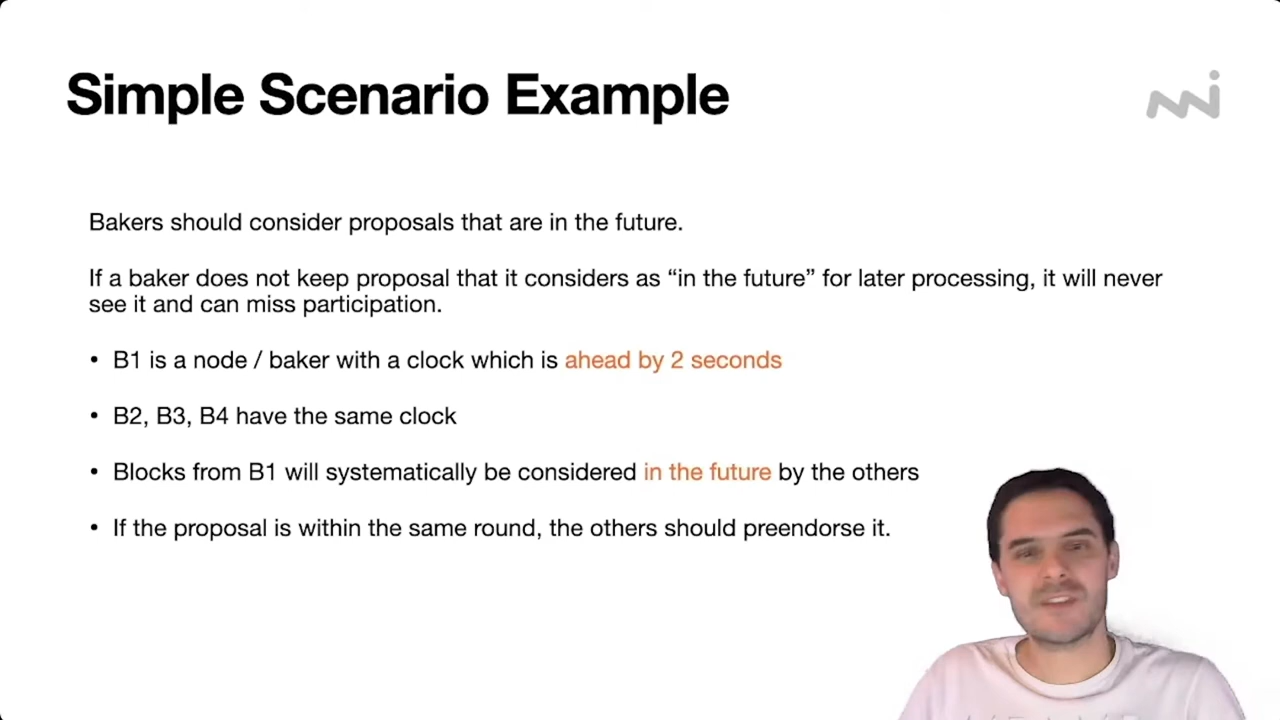 Simple Scenario Example
Bakers should consider proposals that are in the future.
If a baker does not keep proposal that it considers as “in the future” for later processing, it will never
see it and can miss participation.
• B1 is a node / baker with a clock which is ahead by 2 seconds
• B2, B3, B4 have the same clock
• Blocks from B1 will systematically be considered in the future by the others
• If the proposal is within the same round, the others should preendorse it.